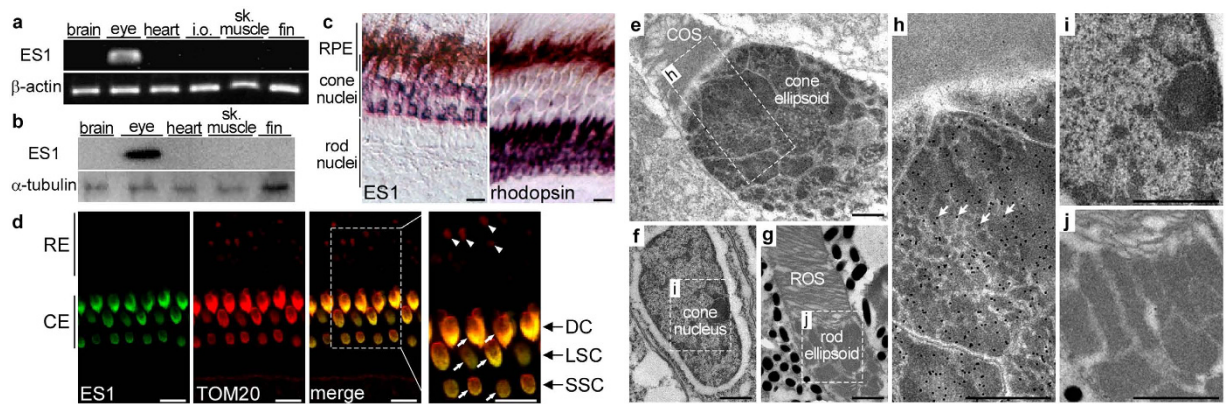 a
brain eye heart i.o. sk. muscle fin
ES1
β-actin
b
brain eye heart sk. muscle fin
ES1
α-tubulin
c
RPE
cone nuclei
rod nuclei
ES1
rhodopsin
d
RE
CE
ES1
TOM20
merge
DC
LSC
SSC
e
COS
h
cone ellipsoid
f
i
cone nucleus
g
ROS
j
rod ellipsoid
h
i
j